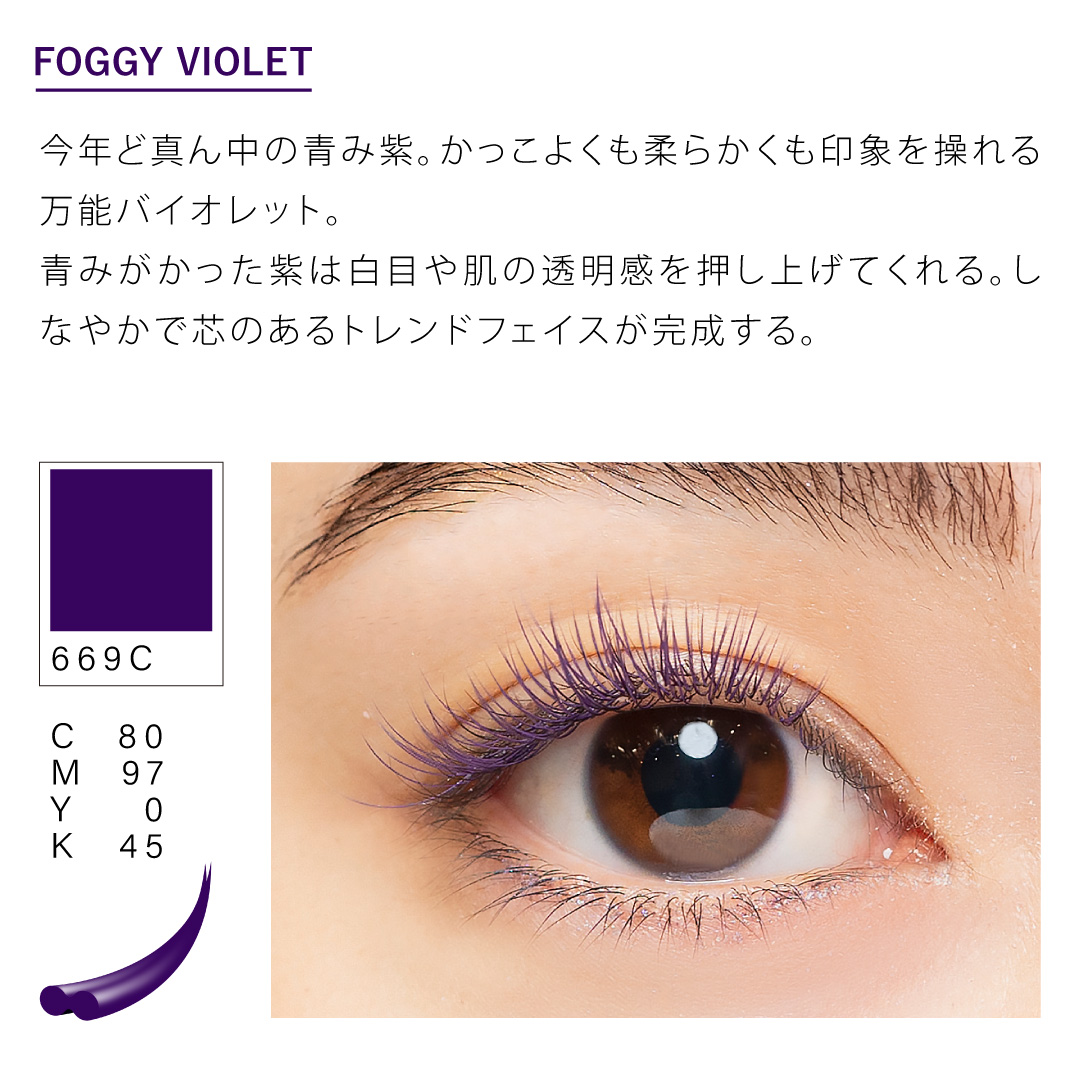 FOGGY VIOLET
今年ど真ん中の青み紫。かっこよくも柔らかくも印象を操れる
万能バイオレット。
青みがかった紫は白目や肌の透明感を押し上げてくれる。し
なやかで芯のあるトレンドフェイスが完成する。
669C
C 80
M 97
Y 0
K 45